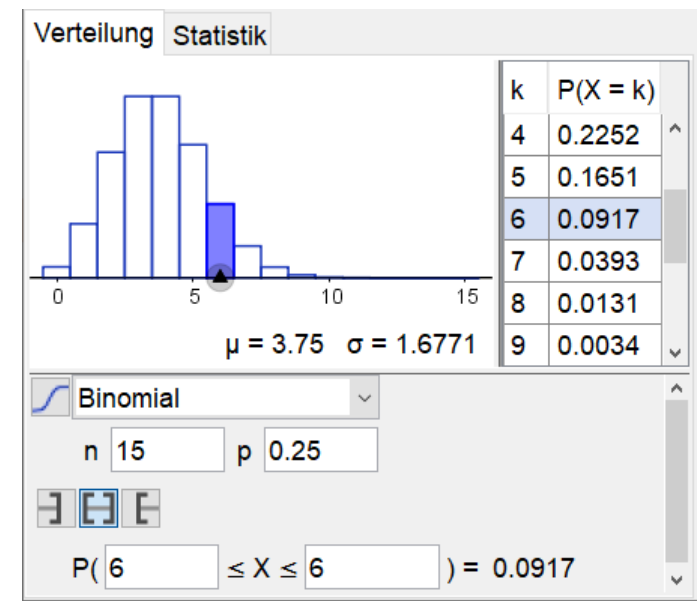 Verteilung Statistik
0 5 10 15
μ = 3.75 σ = 1.6771
k P(X = k)
4 0.2252
5 0.1651
6 0.0917
7 0.0393
8 0.0131
9 0.0034
Binomial
n 15 p 0.25
P( 6 ≤ X ≤ 6 ) = 0.0917